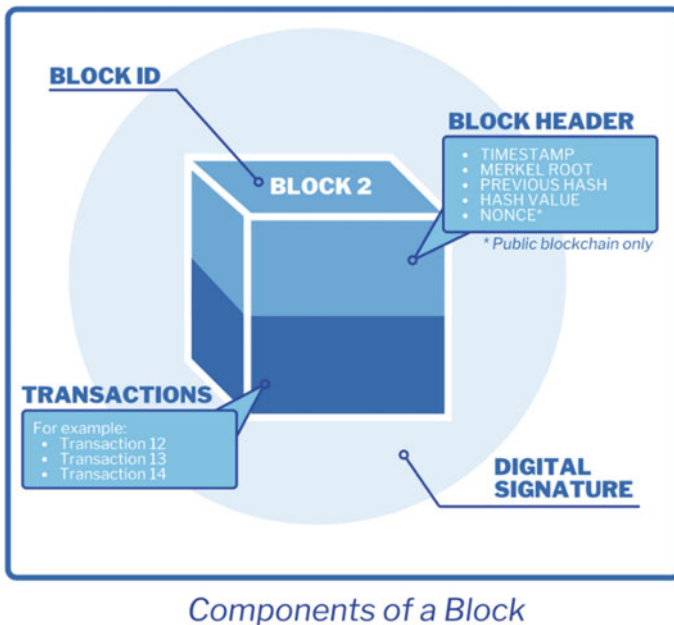 BLOCK ID
BLOCK HEADER
• TIMESTAMP
• MERKEL ROOT
• PREVIOUS HASH
• HASH VALUE
• NONCE*
* Public blockchain only
BLOCK 2
TRANSACTIONS
For example:
• Transaction 12
• Transaction 13
• Transaction 14
DIGITAL
SIGNATURE
Components of a Block